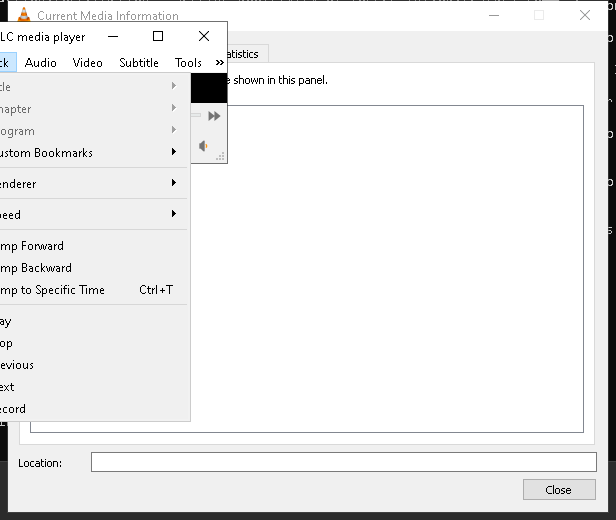 Current Media Information
LC media player
ck Audio Video Subtitle Tools »
atistics
e shown in this panel.
tle
hapter
ogram
ustom Bookmarks
enderer
peed
mp Forward
mp Backward
mp to Specific Time Ctrl+T
ay
op
evious
ext
ecord
Location:
Close